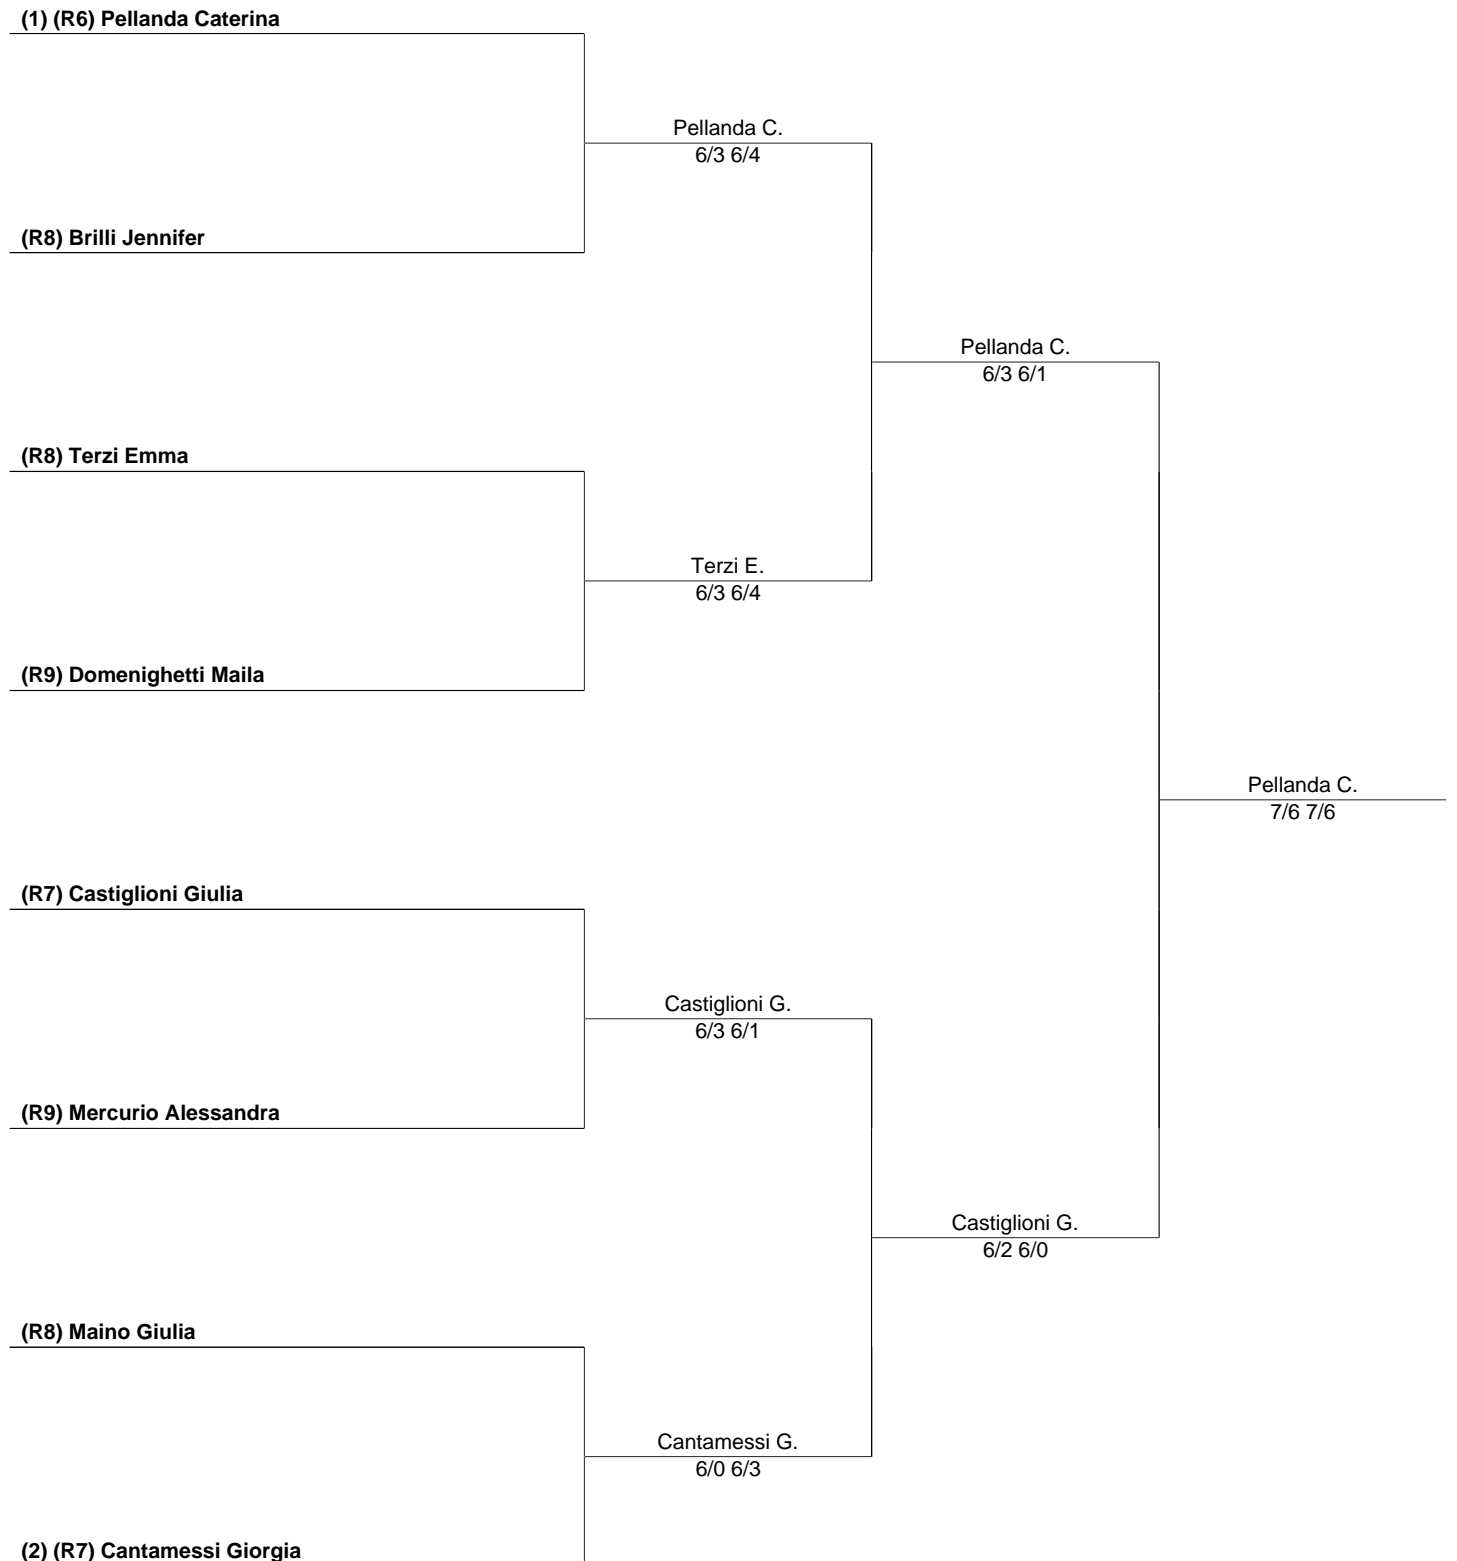 (1) (R6) Pellanda Caterina
Pellanda C.
6/3 6/4
(R8) Brilli Jennifer
Pellanda C.
6/3 6/1
(R8) Terzi Emma
Terzi E.
6/3 6/4
(R9) Domenighetti Maila
Pellanda C.
7/6 7/6
(R7) Castiglioni Giulia
Castiglioni G.
6/3 6/1
(R9) Mercurio Alessandra
Castiglioni G.
6/2 6/0
(R8) Maino Giulia
Cantamessi G.
6/0 6/3
(2) (R7) Cantamessi Giorgia